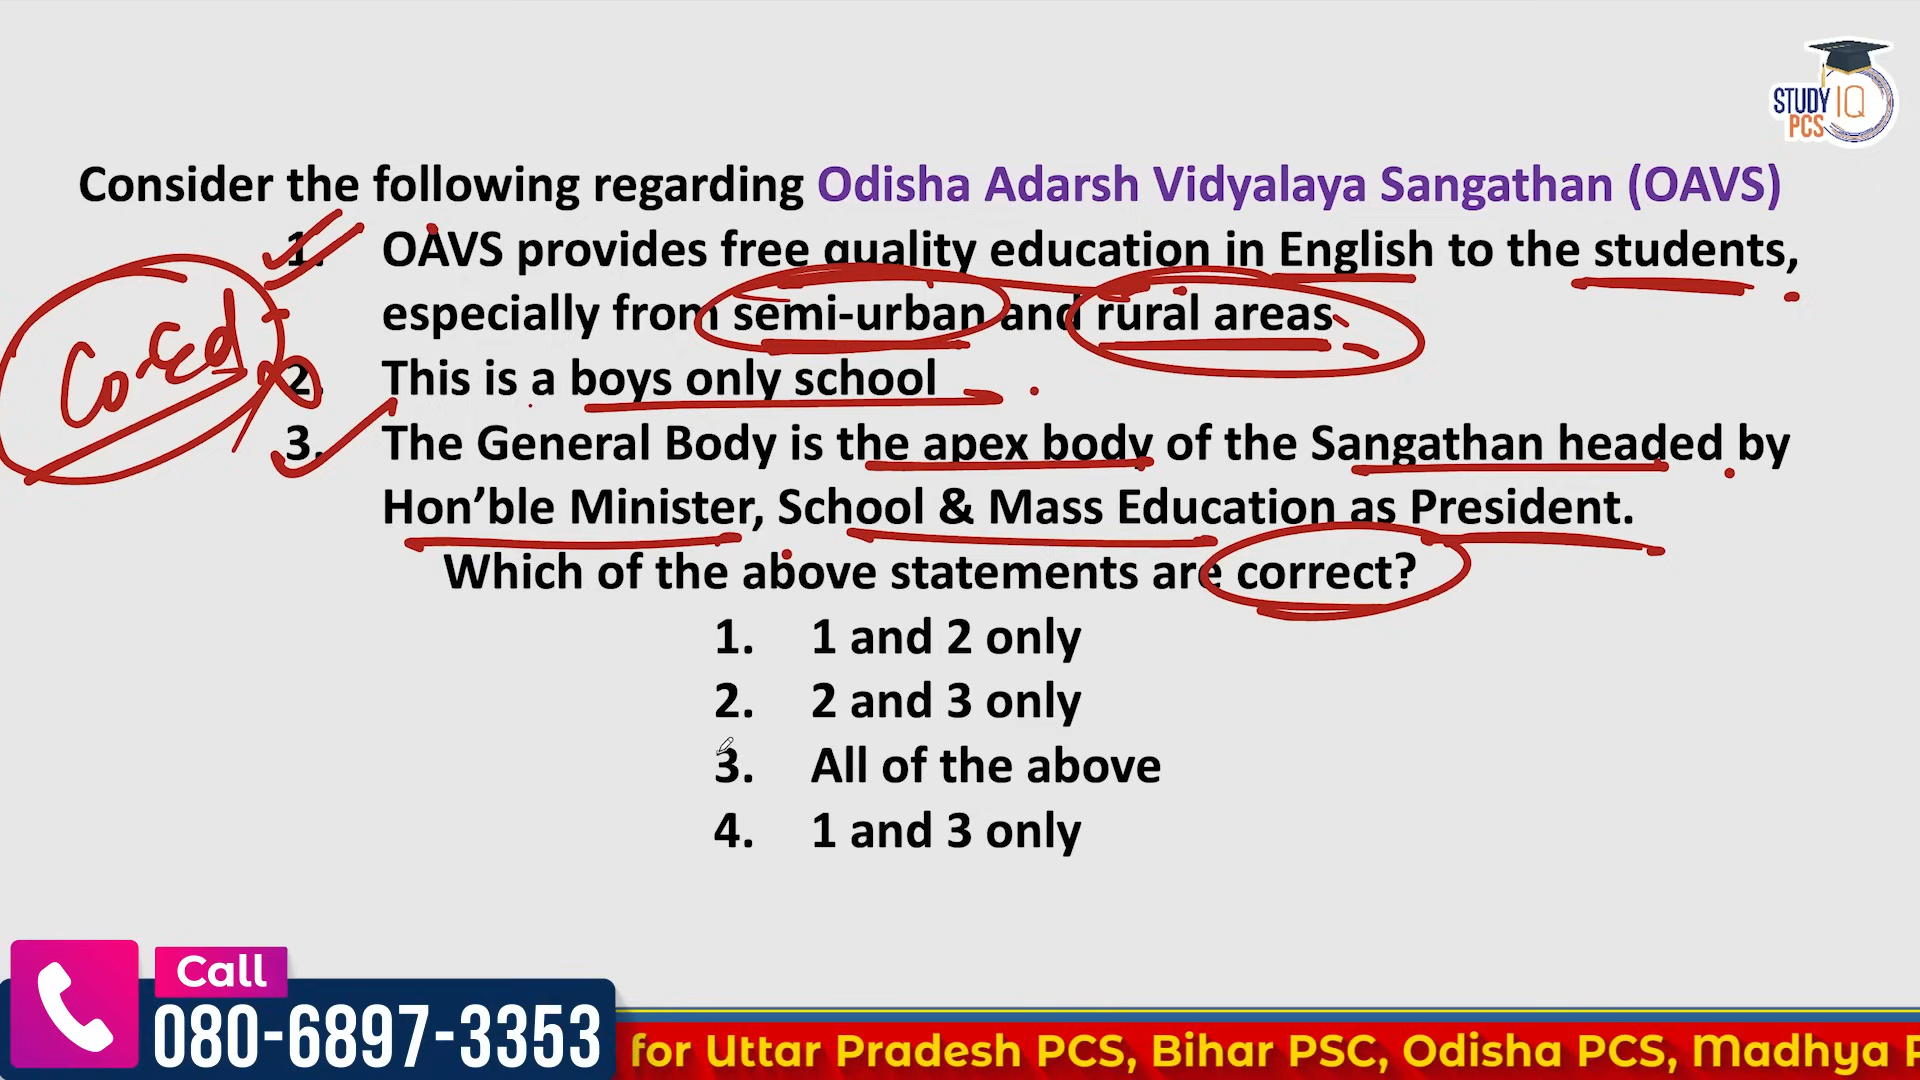 STUDY IQ
PCS
Consider the following regarding Odisha Adarsh Vidyalaya Sangathan (OAVS)
1. OAVS provides free quality education in English to the students,
especially from semi-urban and rural areas
Co-Ed
2. This is a boys only school
3. The General Body is the apex body of the Sangathan headed by
Hon’ble Minister, School & Mass Education as President.
Which of the above statements are correct?
1. 1 and 2 only
2. 2 and 3 only
3. All of the above
4. 1 and 3 only
Call
080-6897-3353
for Uttar Pradesh PCS, Bihar PSC, Odisha PCS, Madhya P